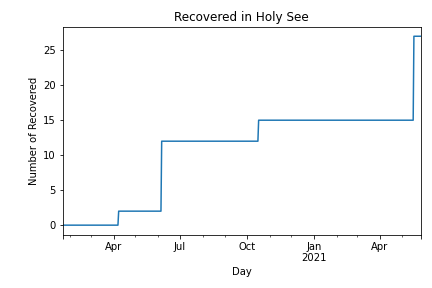 Recovered in Holy See
Number of Recovered
25
20
15
10
5
0
Apr
Jul
Oct
Jan
2021
Apr
Day